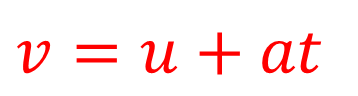 v = u + at